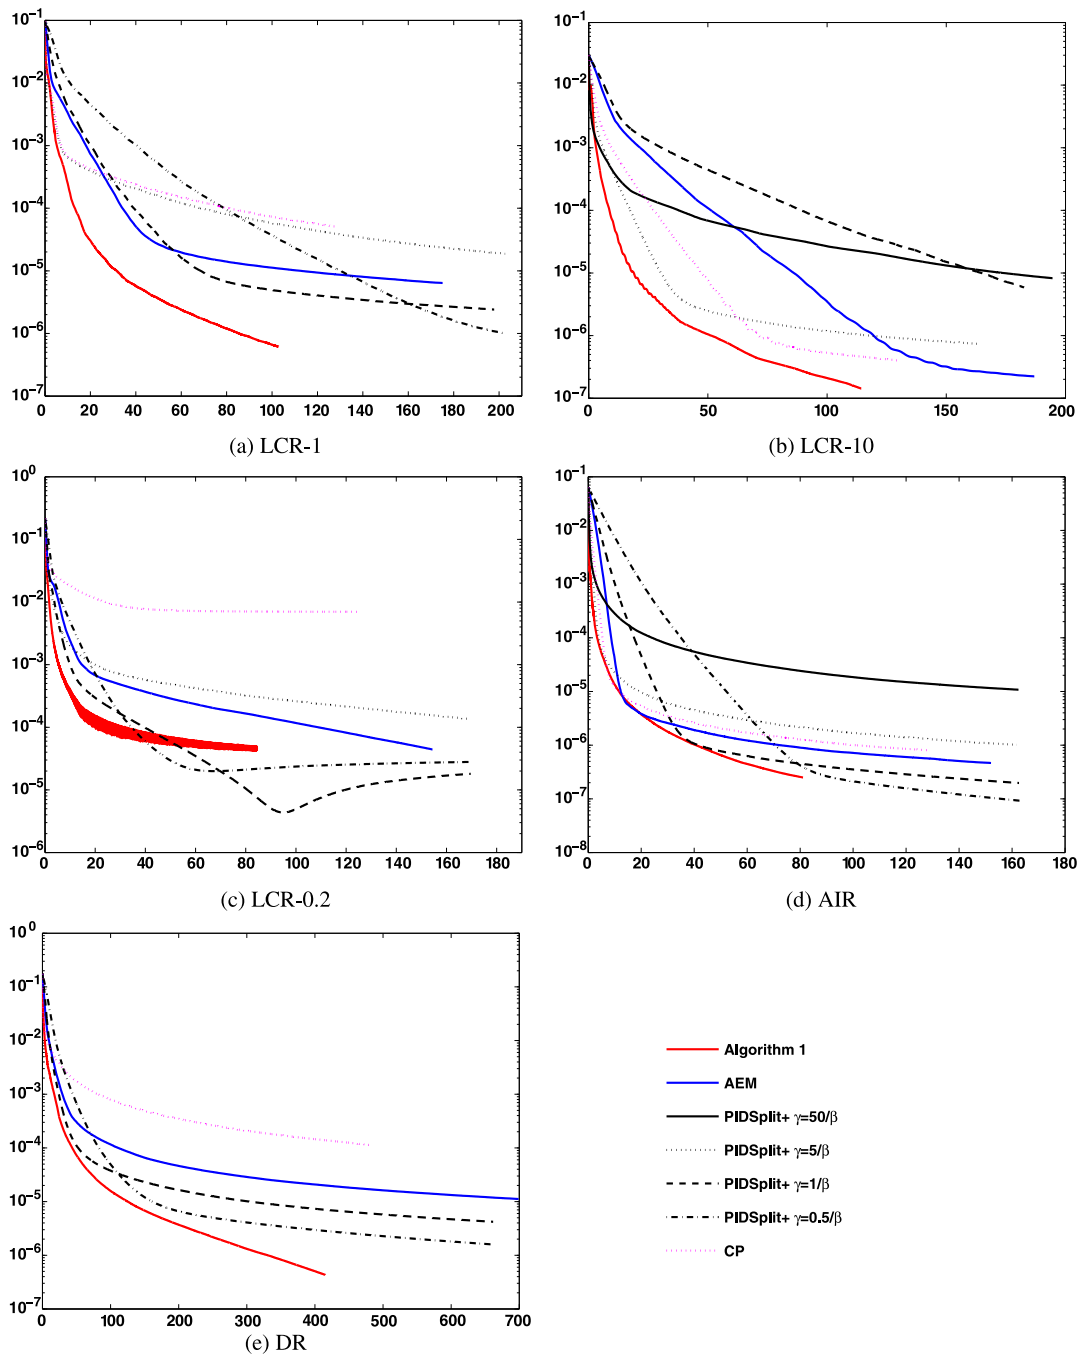 10^-1
10^-2
10^-3
10^-4
10^-5
10^-6
10^-7
0 20 40 60 80 100 120 140 160 180 200
(a) LCR-1
10^-1
10^-2
10^-3
10^-4
10^-5
10^-6
10^-7
0 50 100 150 200
(b) LCR-10
10^0
10^-1
10^-2
10^-3
10^-4
10^-5
10^-6
0 20 40 60 80 100 120 140 160 180 190
(c) LCR-0.2
10^-1
10^-2
10^-3
10^-4
10^-5
10^-6
10^-7
10^-8
0 20 40 60 80 100 120 140 160 180
(d) AIR
10^0
10^-1
10^-2
10^-3
10^-4
10^-5
10^-6
10^-7
0 100 200 300 400 500 600 700
(e) DR
Algorithm 1
AEM
PIDSplit+ γ=50/β
PIDSplit+ γ=5/β
PIDSplit+ γ=1/β
PIDSplit+ γ=0.5/β
CP